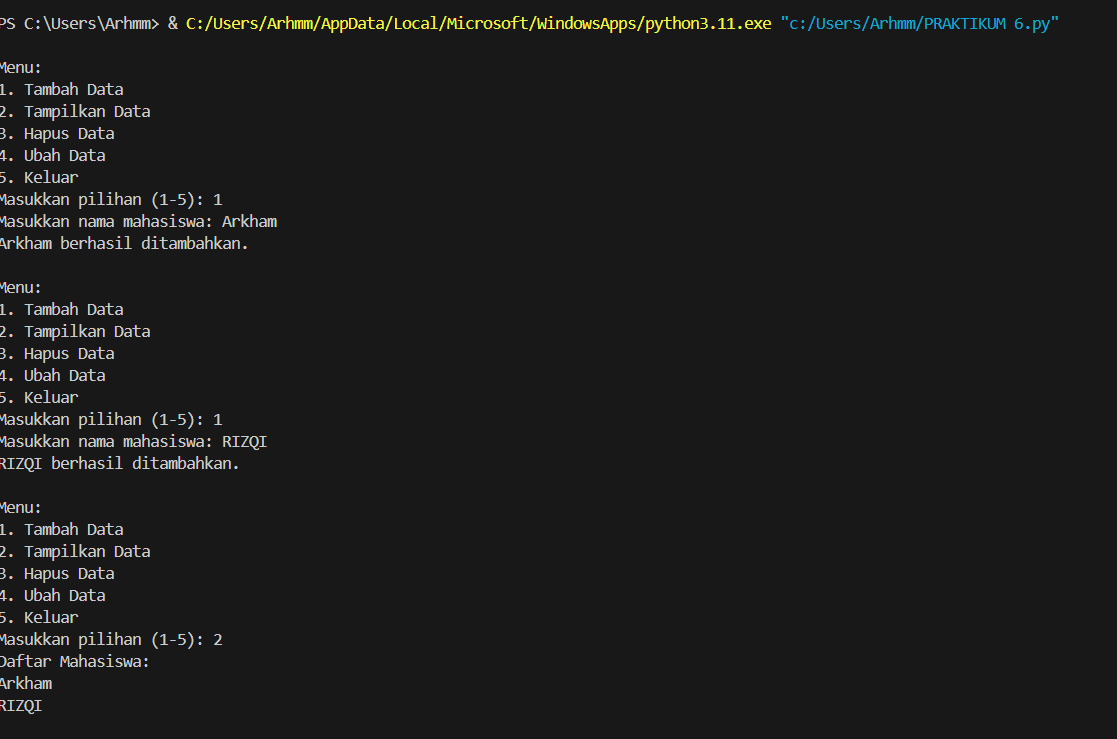 PS C:\Users\Arhmm> & C:/Users/Arhmm/AppData/Local/Microsoft/WindowsApps/python3.11.exe "c:/Users/Arhmm/PRAKTIKUM 6.py"
Menu:
1. Tambah Data
2. Tampilkan Data
3. Hapus Data
4. Ubah Data
5. Keluar
Masukkan pilihan (1-5): 1
Masukkan nama mahasiswa: Arkham
Arkham berhasil ditambahkan.
Menu:
1. Tambah Data
2. Tampilkan Data
3. Hapus Data
4. Ubah Data
5. Keluar
Masukkan pilihan (1-5): 1
Masukkan nama mahasiswa: RIZQI
RIZQI berhasil ditambahkan.
Menu:
1. Tambah Data
2. Tampilkan Data
3. Hapus Data
4. Ubah Data
5. Keluar
Masukkan pilihan (1-5): 2
Daftar Mahasiswa:
Arkham
RIZQI